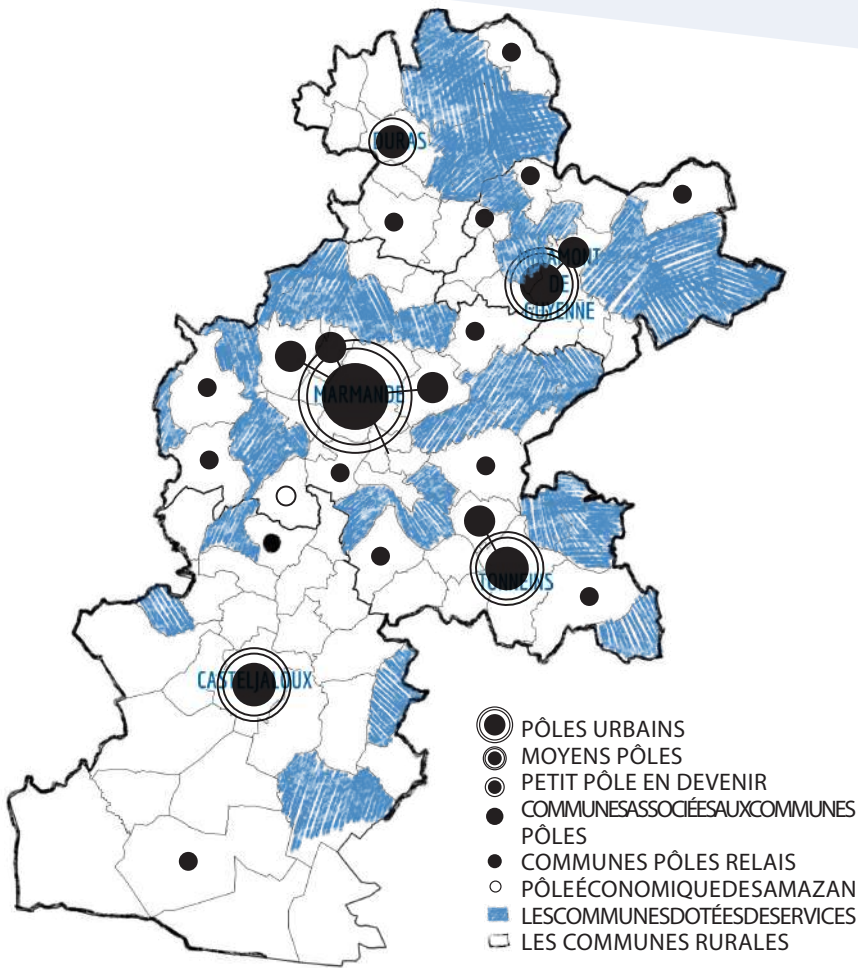 DURAS
MIRAMONT
DE
GUYENNE
MARMANDE
TONNEINS
CASTELJALOUX
PÔLES URBAINS
MOYENS PÔLES
PETIT PÔLE EN DEVENIR
COMMUNESASSOCIÉESAUXCOMMUNES
PÔLES
COMMUNES PÔLES RELAIS
PÔLEÉCONOMIQUEDESAMAZAN
LESCOMMUNESDOTÉESDESERVICES
LES COMMUNES RURALES